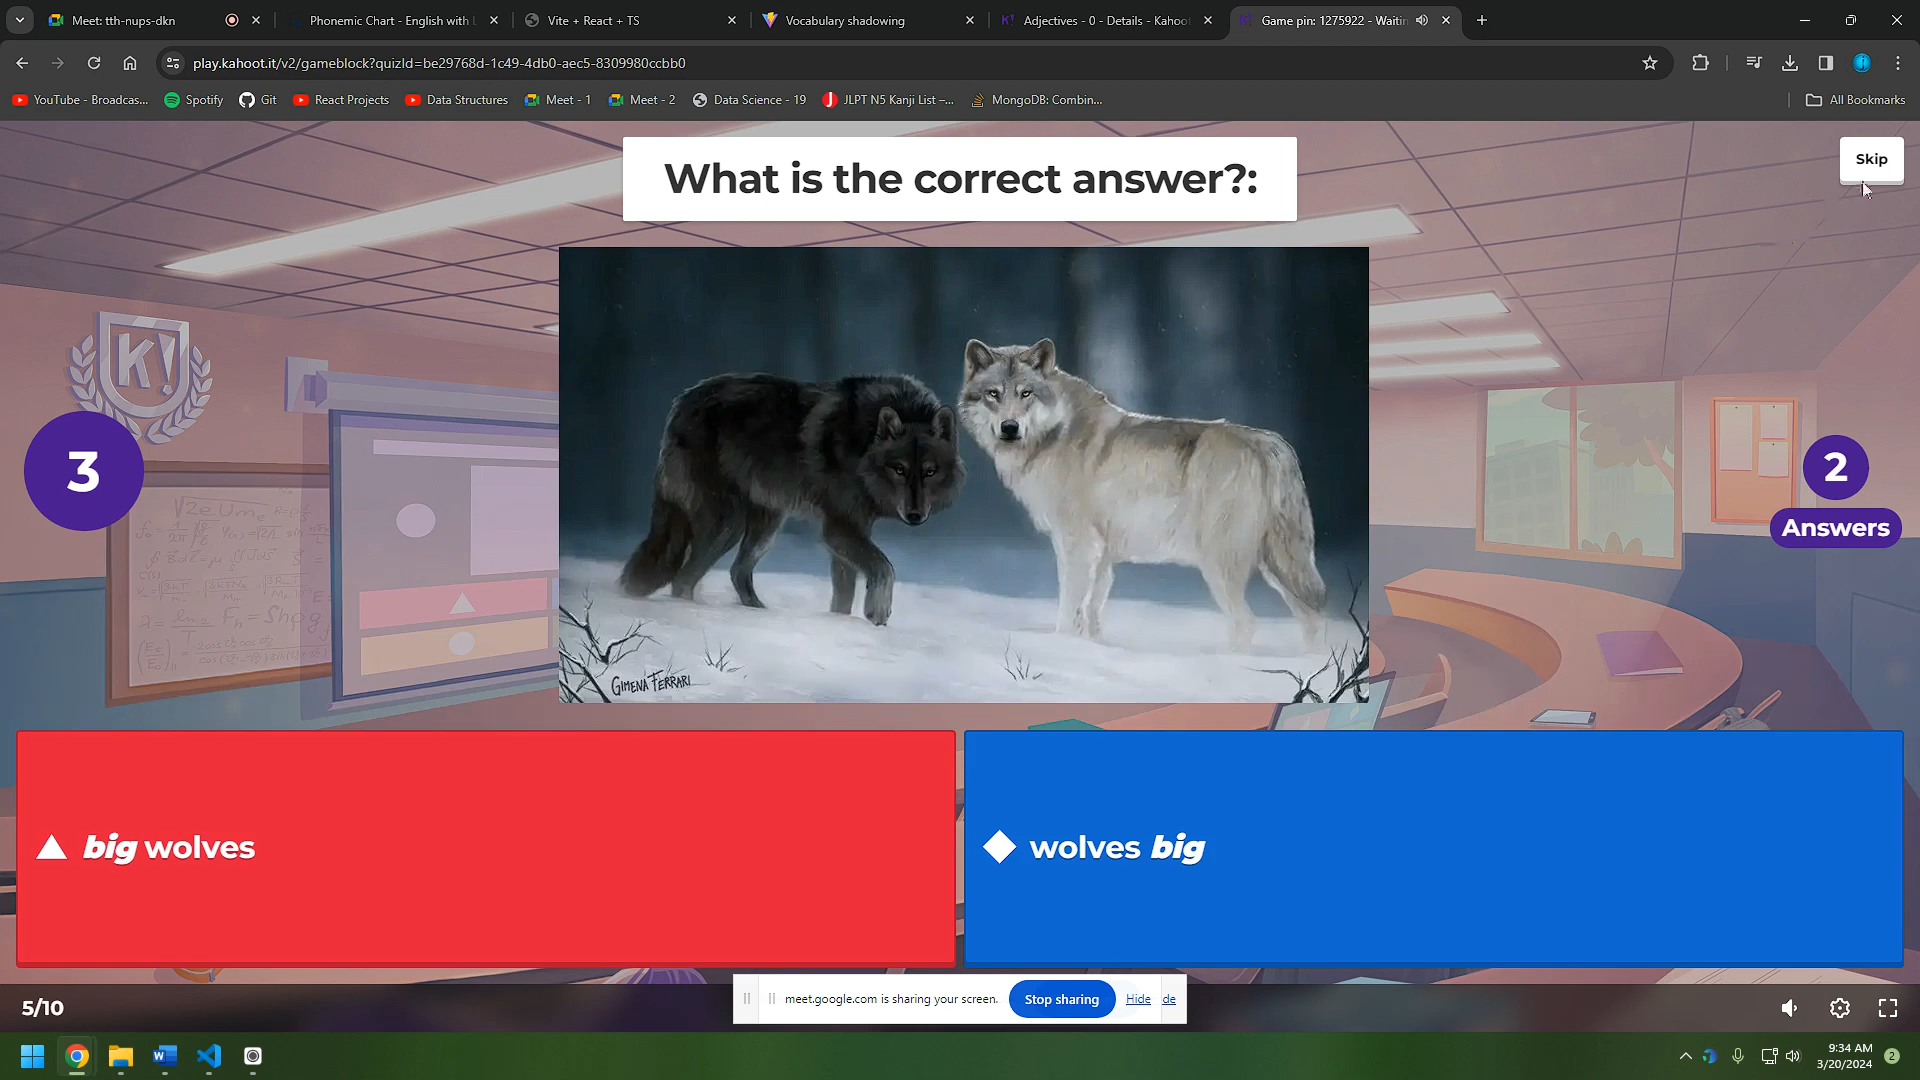 Meet: tth-nups-dkn
Phonemic Chart - English with
Vite + React + TS
Vocabulary shadowing
Adjectives - 0 - Details - Kahoot
Game pin: 1275922 - Waitin
play.kahoot.it/v2/gameblock?quizId=be29768d-1c49-4db0-aec5-8309980ccbb0
YouTube - Broadcas...
Spotify
Git
React Projects
Data Structures
Meet - 1
Meet - 2
Data Science - 19
JLPT N5 Kanji List –...
MongoDB: Combin...
All Bookmarks
What is the correct answer?:
Skip
K!
3
2
Answers
GIMENA FERRARI
big wolves
wolves big
5/10
meet.google.com is sharing your screen.
Stop sharing
Hide
de
9:34 AM
3/20/2024
2